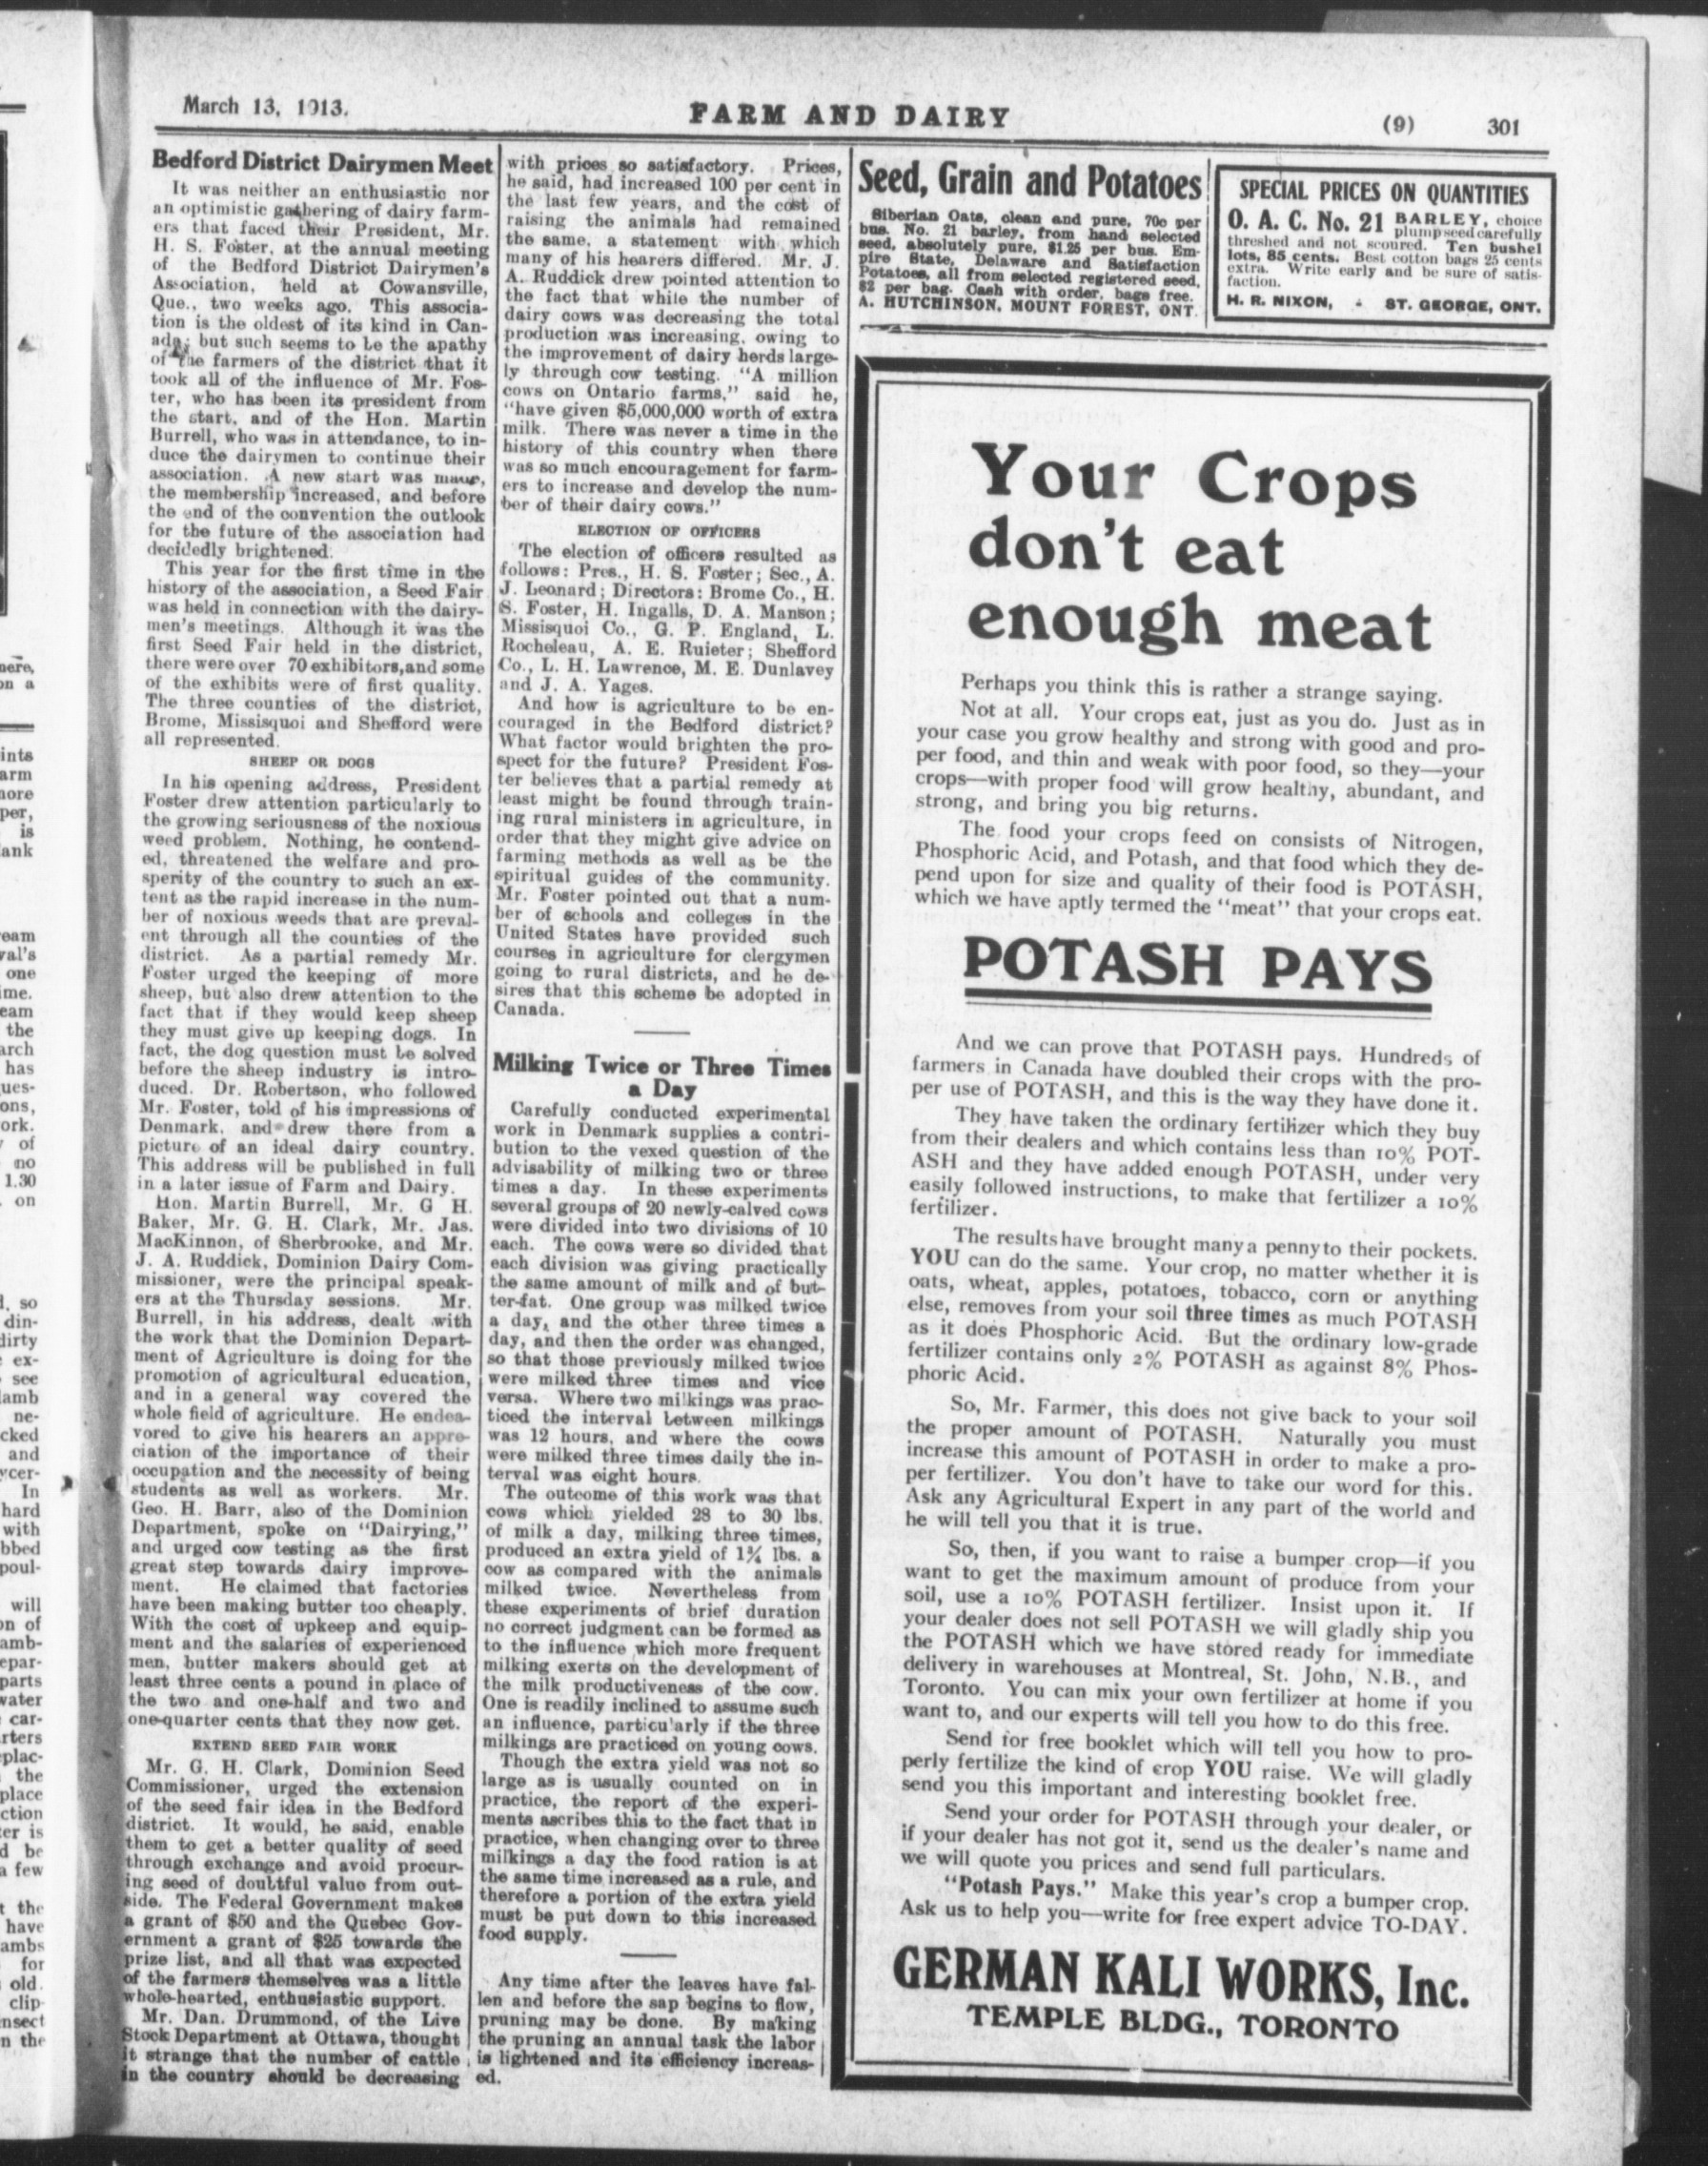 March 13, 1913.
FARM AND DAIRY
(9) 301
Bedford District Dairymen Meet
It was neither an enthusiastic nor
an optimistic gathering of dairy farm-
ers that faced their President, Mr.
H. S. Foster, at the annual meeting
of the Bedford District Dairymen's
Association, held at Cowansville,
Que., two weeks ago. This associa-
tion is the oldest of its kind in Can-
ada; but such seems to be the apathy
of the farmers of the district that it
took all of the influence of Mr. Fos-
ter, who has been its president from
the start, and of the Hon. Martin
Burrell, who was in attendance, to in-
duce the dairymen to continue their
association. A new start was made,
the membership increased, and before
the end of the convention the outlook
for the future of the association had
decidedly brightened.
This year for the first time in the
history of the association, a Seed Fair
was held in connection with the dairy-
men's meetings. Although it was the
first Seed Fair held in the district,
there were over 70 exhibitors, and some
of the exhibits were of first quality.
The three counties of the district,
Brome, Missisquoi and Shefford were
all represented.
SHEEP OR DOGS
In his opening address, President
Foster drew attention particularly to
the growing seriousness of the noxious
weed problem. Nothing, he contend-
ed, threatened the welfare and pro-
sperity of the country to such an ex-
tent as the rapid increase in the num-
ber of noxious weeds that are preval-
ent through all the counties of the
district. As a partial remedy Mr.
Foster urged the keeping of more
sheep, but also drew attention to the
fact that if they would keep sheep
they must give up keeping dogs. In
fact, the dog question must be solved
before the sheep industry is intro-
duced. Dr. Robertson, who followed
Mr. Foster, told of his impressions of
Denmark, and drew there from a
picture of an ideal dairy country.
This address will be published in full
in a later issue of Farm and Dairy.
Hon. Martin Burrell, Mr. G H.
Baker, Mr. G. H. Clark, Mr. Jas.
MacKinnon, of Sherbrooke, and Mr.
J. A. Ruddick, Dominion Dairy Com-
missioner, were the principal speak-
ers at the Thursday sessions. Mr.
Burrell, in his address, dealt with
the work that the Dominion Depart-
ment of Agriculture is doing for the
promotion of agricultural education,
and in a general way covered the
whole field of agriculture. He endea-
vored to give his hearers an appre-
ciation of the importance of their
occupation and the necessity of being
students as well as workers. Mr.
Geo. H. Barr, also of the Dominion
Department, spoke on "Dairying,"
and urged cow testing as the first
great step towards dairy improve-
ment. He claimed that factories
have been making butter too cheaply.
With the cost of upkeep and equip-
ment and the salaries of experienced
men, butter makers should get at
least three cents a pound in place of
the two and one-half and two and
one-quarter cents that they now get.
EXTEND SEED FAIR WORK
Mr. G. H. Clark, Dominion Seed
Commissioner, urged the extension
of the seed fair idea in the Bedford
district. It would, he said, enable
them to get a better quality of seed
through exchange and avoid procur-
ing seed of doubtful value from out-
side. The Federal Government makes
a grant of $50 and the Quebec Gov-
ernment a grant of $25 towards the
prize list, and all that was expected
of the farmers themselves was a little
whole-hearted, enthusiastic support.
Mr. Dan. Drummond, of the Live
Stock Department at Ottawa, thought
it strange that the number of cattle
in the country should be decreasing
with prices so satisfactory. Prices,
he said, had increased 100 per cent in
the last few years, and the cost of
raising the animals had remained
the same, a statement with which
many of his hearers differed. Mr. J.
A. Ruddick drew pointed attention to
the fact that while the number of
dairy cows was decreasing the total
production was increasing, owing to
the improvement of dairy herds large-
ly through cow testing. "A million
cows on Ontario farms," said he,
"have given $5,000,000 worth of extra
milk. There was never a time in the
history of this country when there
was so much encouragement for farm-
ers to increase and develop the num-
ber of their dairy cows."
ELECTION OF OFFICERS
The election of officers resulted as
follows: Pres., H. S. Foster; Sec., A.
J. Leonard; Directors: Brome Co., H.
S. Foster, H. Ingalls, D. A. Manson;
Missisquoi Co., G. P. England, L.
Rocheleau, A. E. Ruieter; Shefford
Co., L. H. Lawrence, M. E. Dunlavey
and J. A. Yages.
And how is agriculture to be en-
couraged in the Bedford district?
What factor would brighten the pro-
spect for the future? President Fos-
ter believes that a partial remedy at
least might be found through train-
ing rural ministers in agriculture, in
order that they might give advice on
farming methods as well as be the
spiritual guides of the community.
Mr. Foster pointed out that a num-
ber of schools and colleges in the
United States have provided such
courses in agriculture for clergymen
going to rural districts, and he de-
sires that this scheme be adopted in
Canada.
Milking Twice or Three Times
a Day
Carefully conducted experimental
work in Denmark supplies a contri-
bution to the vexed question of the
advisability of milking two or three
times a day. In these experiments
several groups of 20 newly-calved cows
were divided into two divisions of 10
each. The cows were so divided that
each division was giving practically
the same amount of milk and of but-
ter-fat. One group was milked twice
a day, and the other three times a
day, and then the order was changed,
so that those previously milked twice
were milked three times and vice
versa. Where two milkings was prac-
ticed the interval between milkings
was 12 hours, and where the cows
were milked three times daily the in-
terval was eight hours.
The outcome of this work was that
cows which yielded 28 to 30 lbs.
of milk a day, milking three times,
produced an extra yield of 1¾ lbs. a
cow as compared with the animals
milked twice. Nevertheless from
these experiments of brief duration
no correct judgment can be formed as
to the influence which more frequent
milking exerts on the development of
the milk productiveness of the cow.
One is readily inclined to assume such
an influence, particularly if the three
milkings are practiced on young cows.
Though the extra yield was not so
large as is usually counted on in
practice, the report of the experi-
ments ascribes this to the fact that in
practice, when changing over to three
milkings a day the food ration is at
the same time increased as a rule, and
therefore a portion of the extra yield
must be put down to this increased
food supply.
Any time after the leaves have fal-
len and before the sap begins to flow,
pruning may be done. By making
the pruning an annual task the labor
is lightened and its efficiency increas-
ed.
Seed, Grain and Potatoes
Siberian Oats, clean and pure, 70c per
bus. No. 21 barley, from hand selected
seed, absolutely pure, $1.25 per bus. Em-
pire State, Delaware and Satisfaction
Potatoes, all from selected registered seed,
$2 per bag. Cash with order, bags free.
A. HUTCHINSON, MOUNT FOREST, ONT.
SPECIAL PRICES ON QUANTITIES
O. A. C. No. 21 BARLEY, choice
plump seed carefully
threshed and not scoured. Ten bushel
lots, 85 cents. Best cotton bags 25 cents
extra. Write early and be sure of satis-
faction.
H. R. NIXON, - ST. GEORGE, ONT.
Your Crops
don't eat
enough meat
Perhaps you think this is rather a strange saying.
Not at all. Your crops eat, just as you do. Just as in
your case you grow healthy and strong with good and pro-
per food, and thin and weak with poor food, so they—your
crops—with proper food will grow healthy, abundant, and
strong, and bring you big returns.
The food your crops feed on consists of Nitrogen,
Phosphoric Acid, and Potash, and that food which they de-
pend upon for size and quality of their food is POTASH,
which we have aptly termed the "meat" that your crops eat.
POTASH PAYS
And we can prove that POTASH pays. Hundreds of
farmers in Canada have doubled their crops with the pro-
per use of POTASH, and this is the way they have done it.
They have taken the ordinary fertilizer which they buy
from their dealers and which contains less than 10% POT-
ASH and they have added enough POTASH, under very
easily followed instructions, to make that fertilizer a 10%
fertilizer.
The results have brought many a penny to their pockets.
YOU can do the same. Your crop, no matter whether it is
oats, wheat, apples, potatoes, tobacco, corn or anything
else, removes from your soil three times as much POTASH
as it does Phosphoric Acid. But the ordinary low-grade
fertilizer contains only 2% POTASH as against 8% Phos-
phoric Acid.
So, Mr. Farmer, this does not give back to your soil
the proper amount of POTASH. Naturally you must
increase this amount of POTASH in order to make a pro-
per fertilizer. You don't have to take our word for this.
Ask any Agricultural Expert in any part of the world and
he will tell you that it is true.
So, then, if you want to raise a bumper crop—if you
want to get the maximum amount of produce from your
soil, use a 10% POTASH fertilizer. Insist upon it. If
your dealer does not sell POTASH we will gladly ship you
the POTASH which we have stored ready for immediate
delivery in warehouses at Montreal, St. John, N.B., and
Toronto. You can mix your own fertilizer at home if you
want to, and our experts will tell you how to do this free.
Send for free booklet which will tell you how to pro-
perly fertilize the kind of crop YOU raise. We will gladly
send you this important and interesting booklet free.
Send your order for POTASH through your dealer, or
if your dealer has not got it, send us the dealer's name and
we will quote you prices and send full particulars.
"Potash Pays." Make this year's crop a bumper crop.
Ask us to help you—write for free expert advice TO-DAY.
GERMAN KALI WORKS, Inc.
TEMPLE BLDG., TORONTO